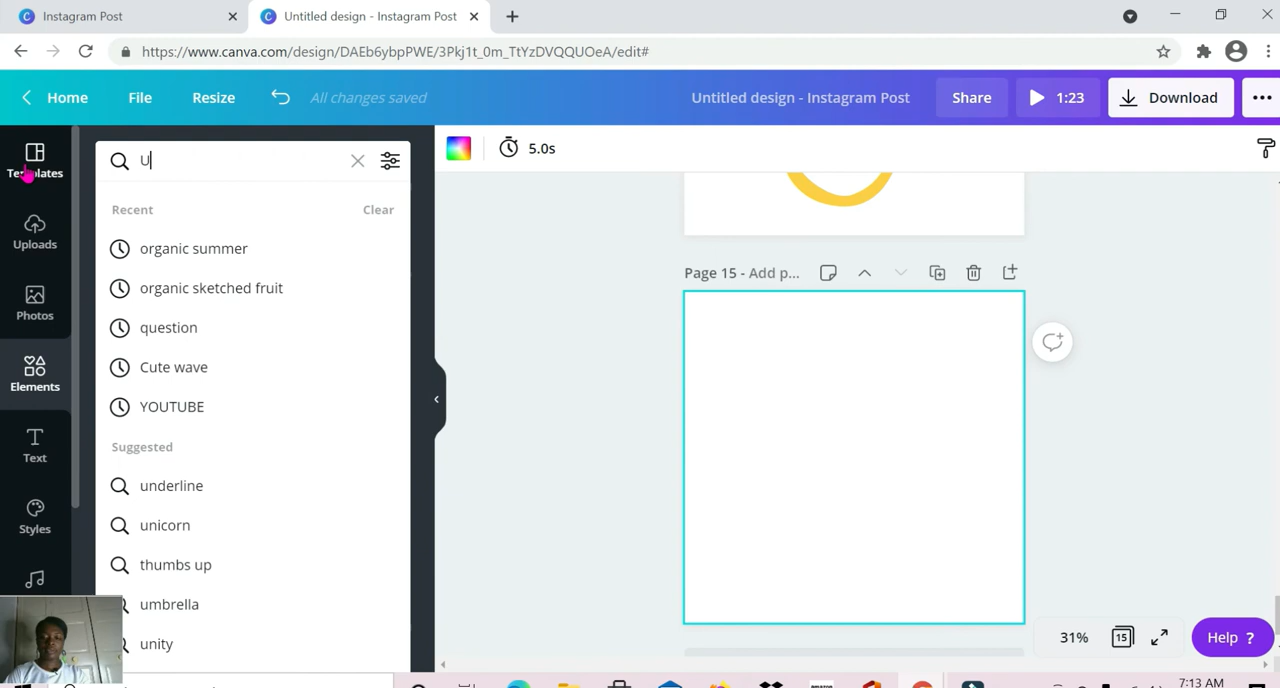 Instagram Post
Untitled design - Instagram Post
https://www.canva.com/design/DAEb6ybpPWE/3Pkj1t_0m_TtYzDVQQUOeA/edit#
Home
File
Resize
All changes saved
Untitled design - Instagram Post
Share
1:23
Download
Templates
Uploads
Photos
Elements
Text
Styles
U
Recent
Clear
organic summer
organic sketched fruit
question
Cute wave
YOUTUBE
Suggested
underline
unicorn
thumbs up
umbrella
unity
5.0s
Page 15 - Add p...
31%
15
Help ?
amazon
7:13 AM